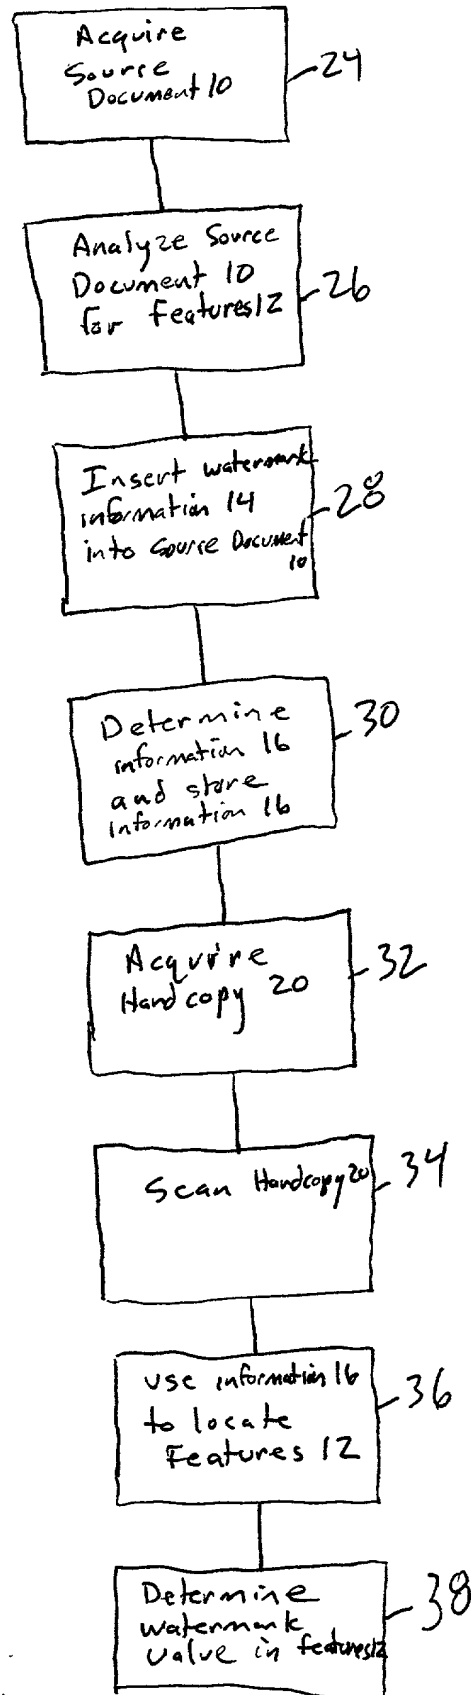 Acquire
Source
Document 10
24
Analyze Source
Document 10
for features 12
26
Insert watermark
information 14
into Source Document
10
28
Determine
information 16
and store
information 16
30
Acquire
Hardcopy 20
32
Scan Hardcopy 20
34
use information 16
to locate
Features 12
36
Determine
watermark
value in features 12
38